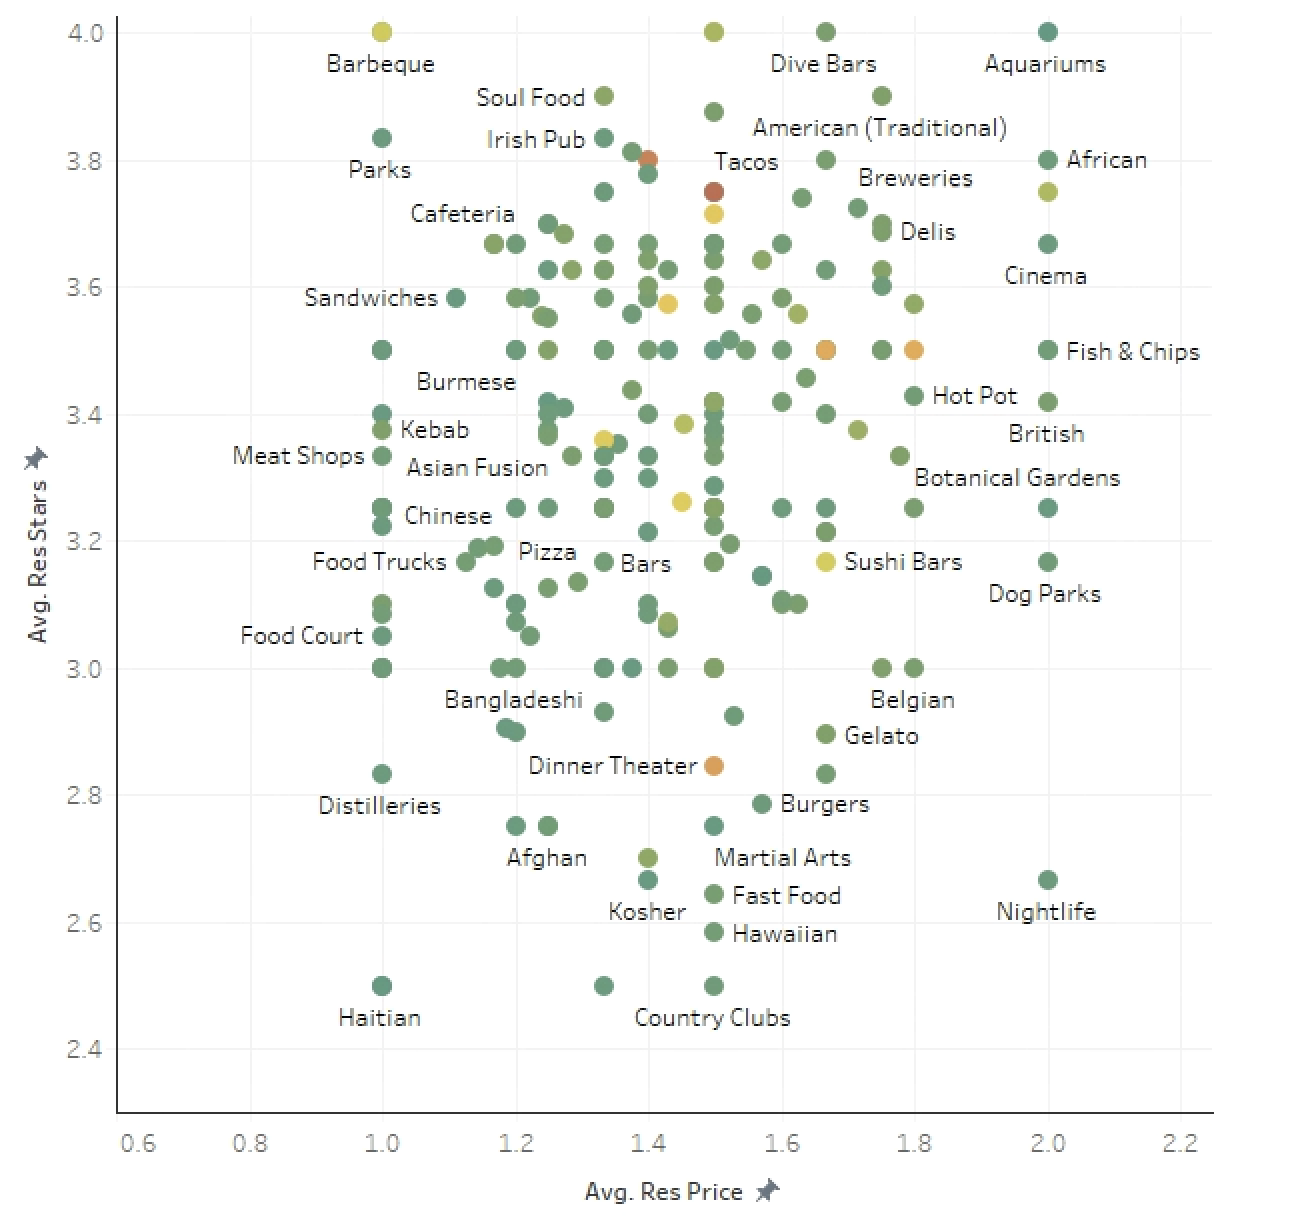 4.0
Barbeque
Dive Bars
Aquariums
Soul Food
American (Traditional)
Irish Pub
3.8
Parks
Tacos
African
Breweries
Cafeteria
Delis
Cinema
3.6
Sandwiches
Fish & Chips
Burmese
Hot Pot
3.4
Kebab
British
Meat Shops
Asian Fusion
Botanical Gardens
Chinese
3.2
Food Trucks
Pizza
Bars
Sushi Bars
Dog Parks
Food Court
3.0
Bangladeshi
Belgian
Gelato
Dinner Theater
2.8
Distilleries
Burgers
Afghan
Martial Arts
Fast Food
Kosher
Nightlife
2.6
Hawaiian
Haitian
Country Clubs
2.4
Avg. Res Stars
0.6 0.8 1.0 1.2 1.4 1.6 1.8 2.0 2.2
Avg. Res Price